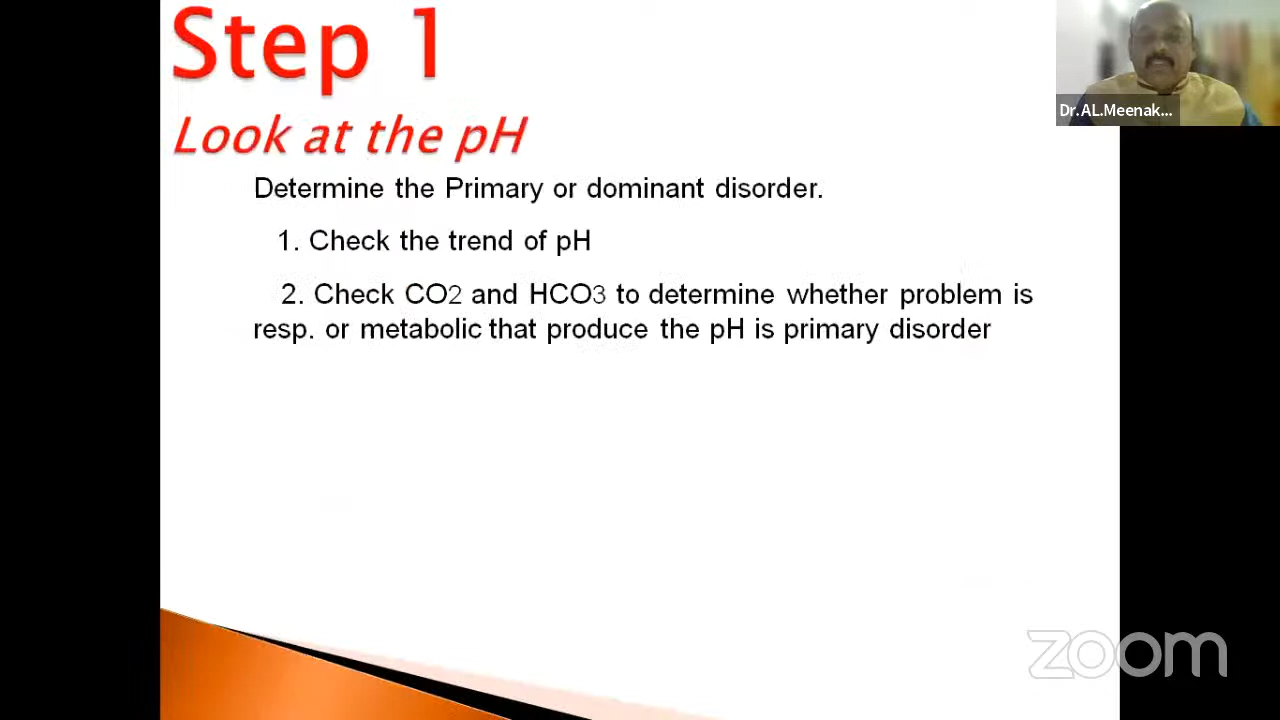 Step 1
Look at the pH
Dr.AL.Meenak...
Determine the Primary or dominant disorder.
1. Check the trend of pH
2. Check CO2 and HCO3 to determine whether problem is
resp. or metabolic that produce the pH is primary disorder
zoom